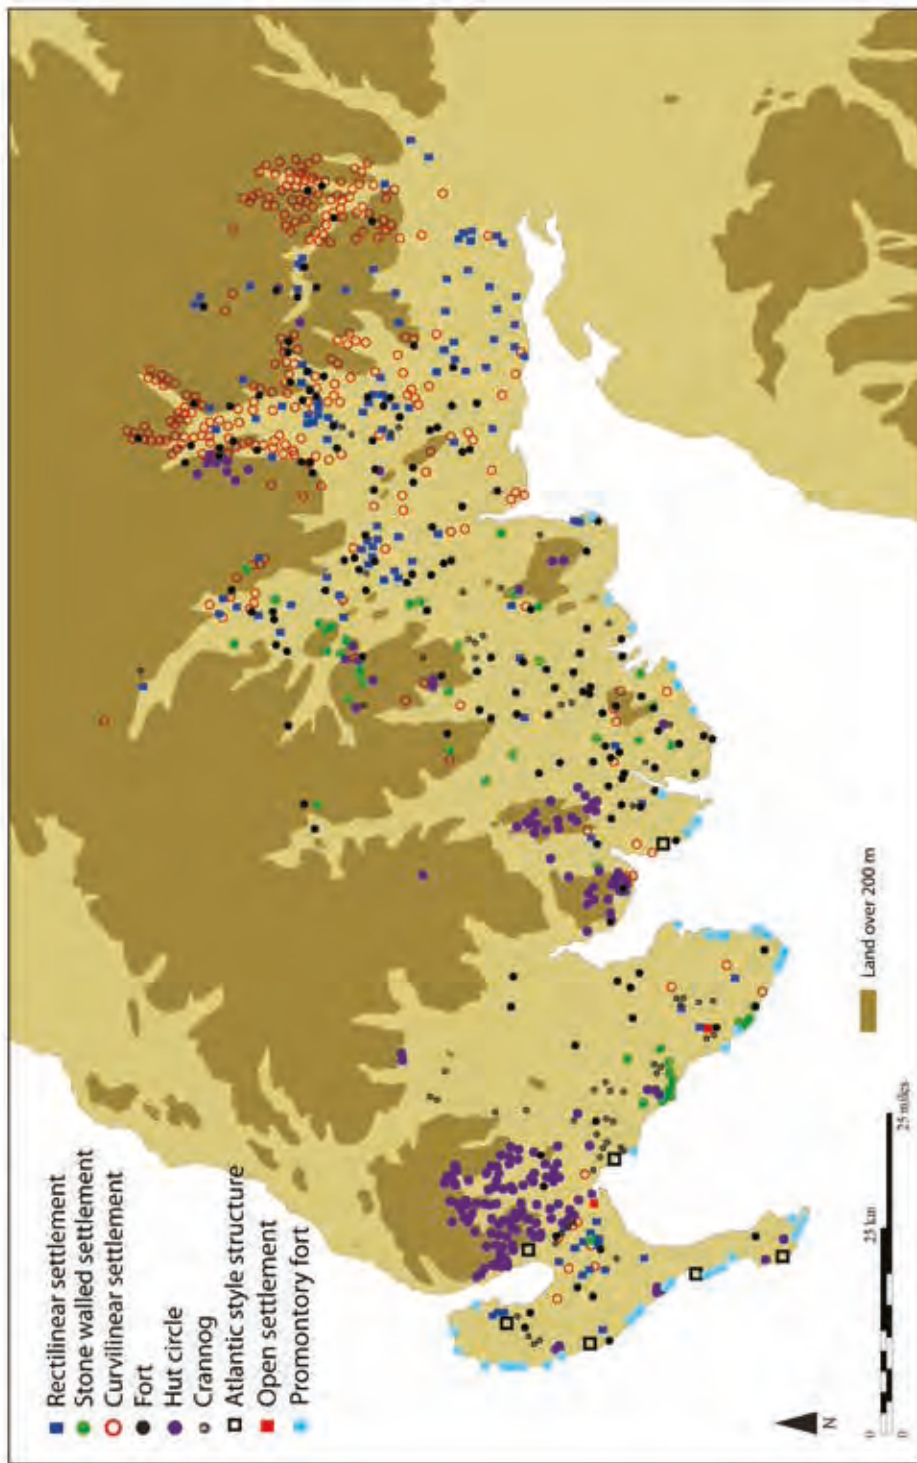 Rectilinear settlement
Stone walled settlement
Curvilinear settlement
Fort
Hut circle
Crannog
Atlantic style structure
Open settlement
Promontory fort
Land over 200 m
N
0
25 km
0
25 miles